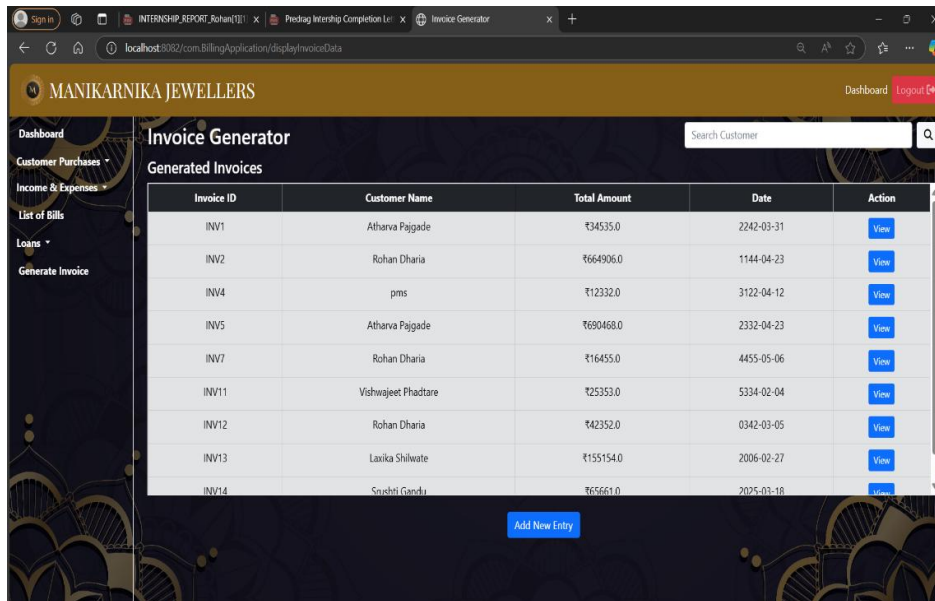 Sign in
INTERNSHIP_REPORT_Rohan[1][1]
Predrag Intership Completion Let
Invoice Generator
localhost:8082/com.BillingApplication/displayInvoiceData
M MANIKARNIKA JEWELLERS Dashboard Logout
Dashboard
Customer Purchases
Income & Expenses
List of Bills
Loans
Generate Invoice
Invoice Generator Search Customer
Generated Invoices
Invoice ID Customer Name Total Amount Date Action
INV1 Atharva Pajgade ₹34535.0 2242-03-31 View
INV2 Rohan Dharia ₹664906.0 1144-04-23 View
INV4 pms ₹12332.0 3122-04-12 View
INV5 Atharva Pajgade ₹690468.0 2332-04-23 View
INV7 Rohan Dharia ₹16455.0 4455-05-06 View
INV11 Vishwajeet Phadtare ₹25353.0 5334-02-04 View
INV12 Rohan Dharia ₹42352.0 0342-03-05 View
INV13 Laxika Shilwate ₹155154.0 2006-02-27 View
INV14 Srushti Gandu ₹65661.0 2025-03-18 View
Add New Entry